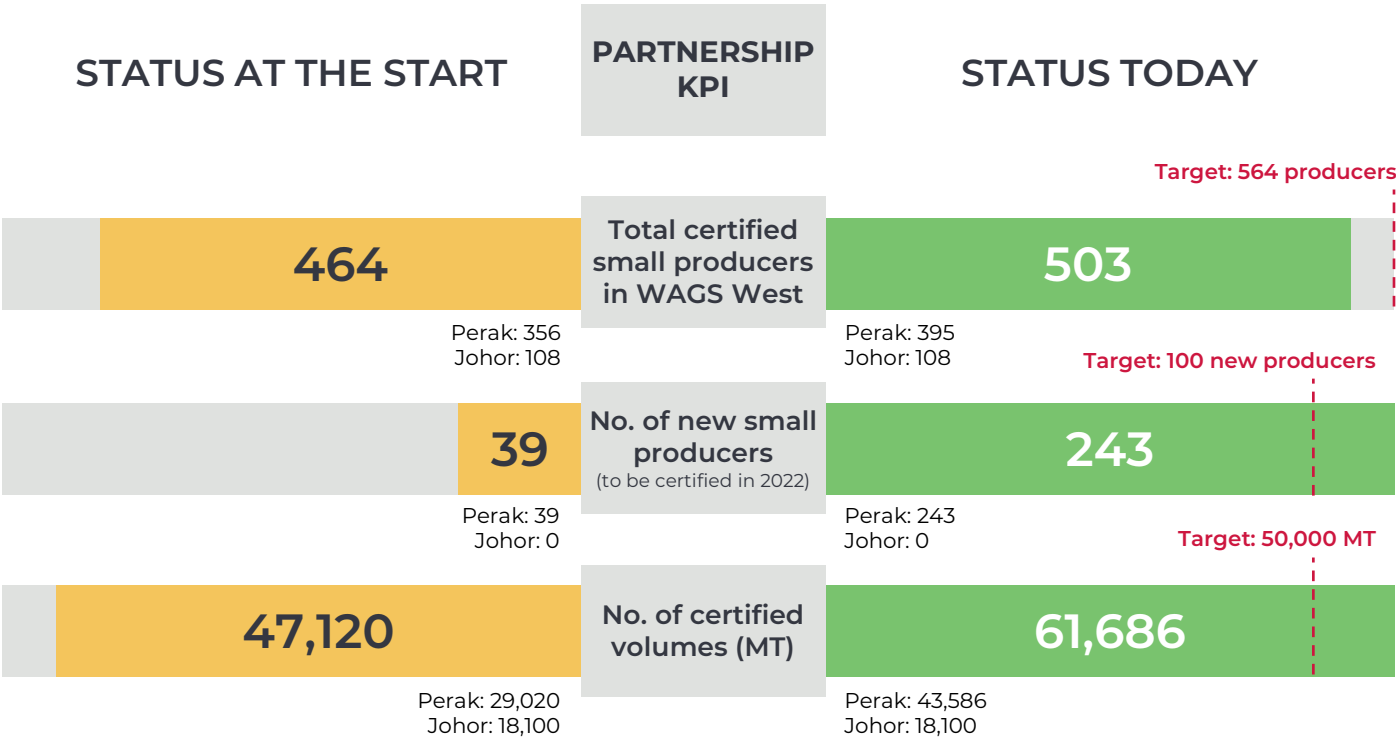 STATUS AT THE START
PARTNERSHIP
KPI
STATUS TODAY
Target: 564 producers
464
Total certified
small producers
in WAGS West
503
Perak: 356
Johor: 108
Perak: 395
Johor: 108
Target: 100 new producers
39
No. of new small
producers
(to be certified in 2022)
243
Perak: 39
Johor: 0
Perak: 243
Johor: 0
Target: 50,000 MT
47,120
No. of certified
volumes (MT)
61,686
Perak: 29,020
Johor: 18,100
Perak: 43,586
Johor: 18,100